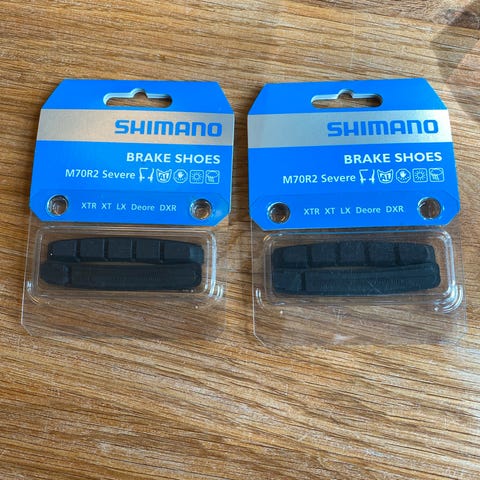 SHIMANO
BRAKE SHOES
M70R2 Severe
XTR XT LX Deore DXR
SHIMANO
BRAKE SHOES
M70R2 Severe
XTR XT LX Deore DXR